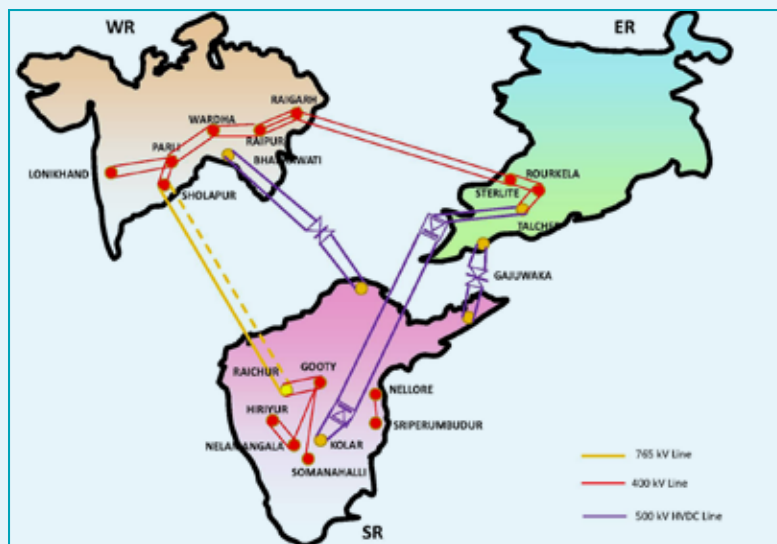 WR
ER
RAIGARH
WARDHA
PARLI
RAIPUR
BHADRAWATI
LONIKHAND
SHOLAPUR
ROURKELA
STERLITE
TALCHER
GAJUWAKA
RAICHUR
GOOTY
NELLORE
HIRIYUR
SRIPERUMBUDUR
NELAMANGALA
KOLAR
SOMANAHALLI
765 kV Line
400 kV Line
500 kV HVDC Line
SR